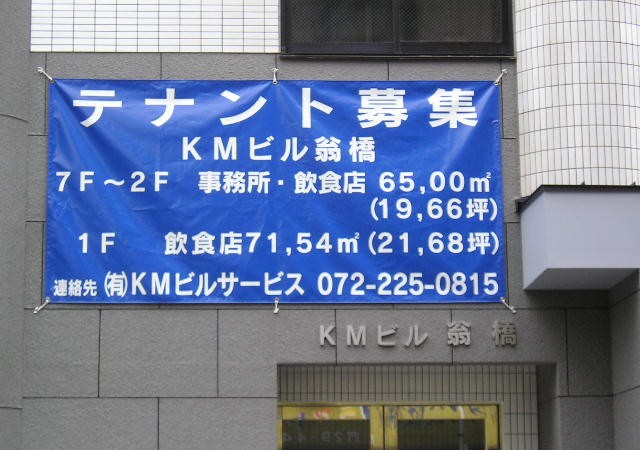 テナント募集
KMビル翁橋
7F～2F 事務所・飲食店 65,00㎡
(19,66坪)
1F 飲食店71,54㎡(21,68坪)
連絡先 ㈲KMビルサービス 072-225-0815
KMビル 翁橋